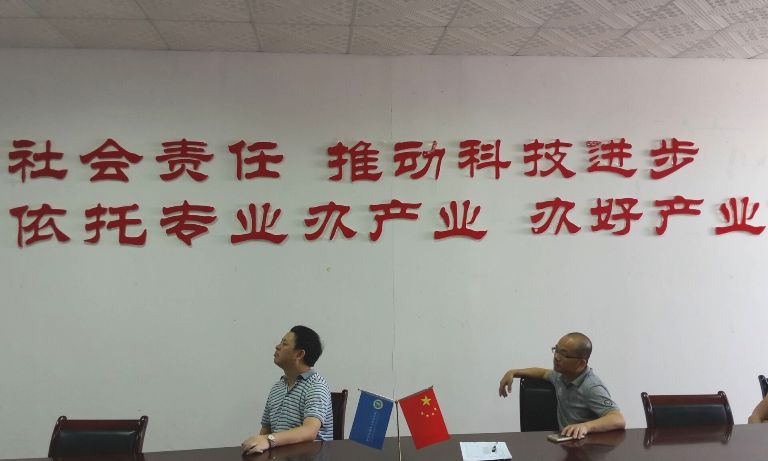 社会责任 推动科技进步
依托专业办产业 办好产业